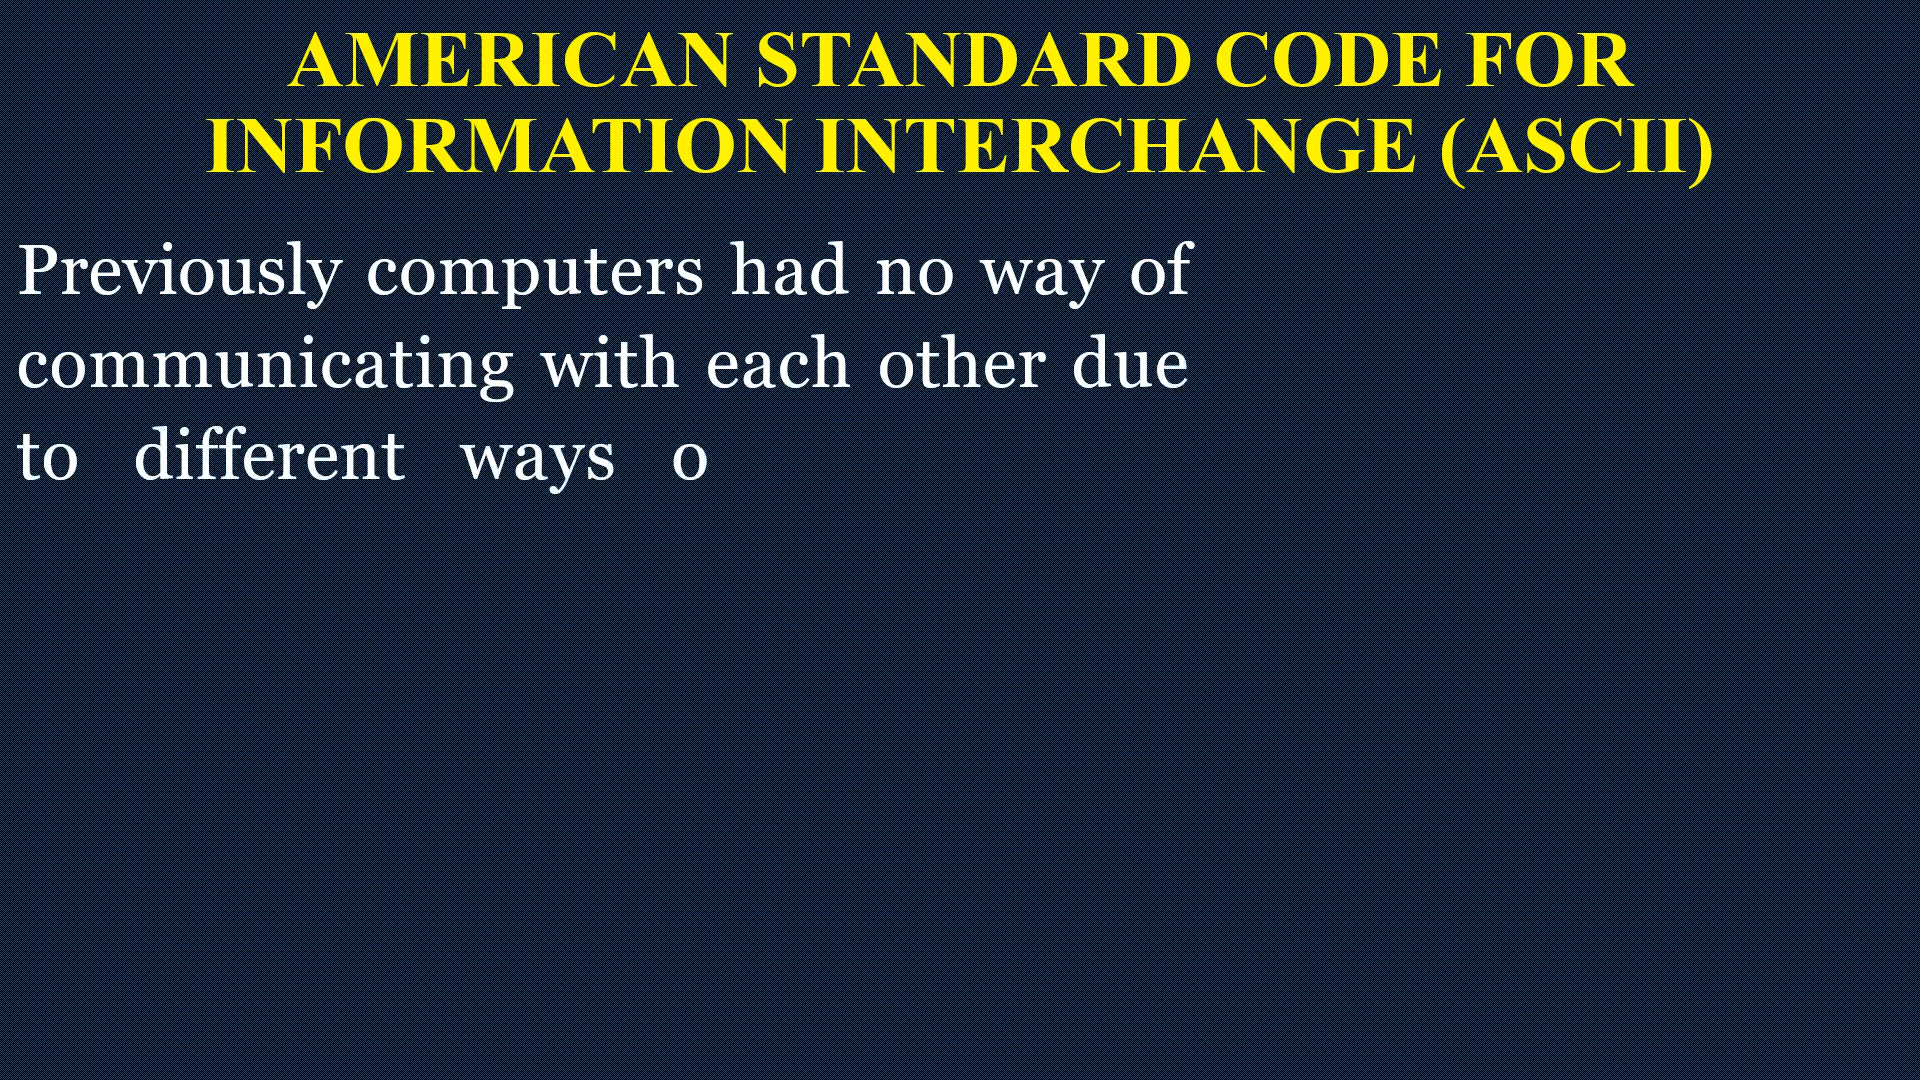 AMERICAN STANDARD CODE FOR
INFORMATION INTERCHANGE (ASCII)
Previously computers had no way of
communicating with each other due
to different ways o